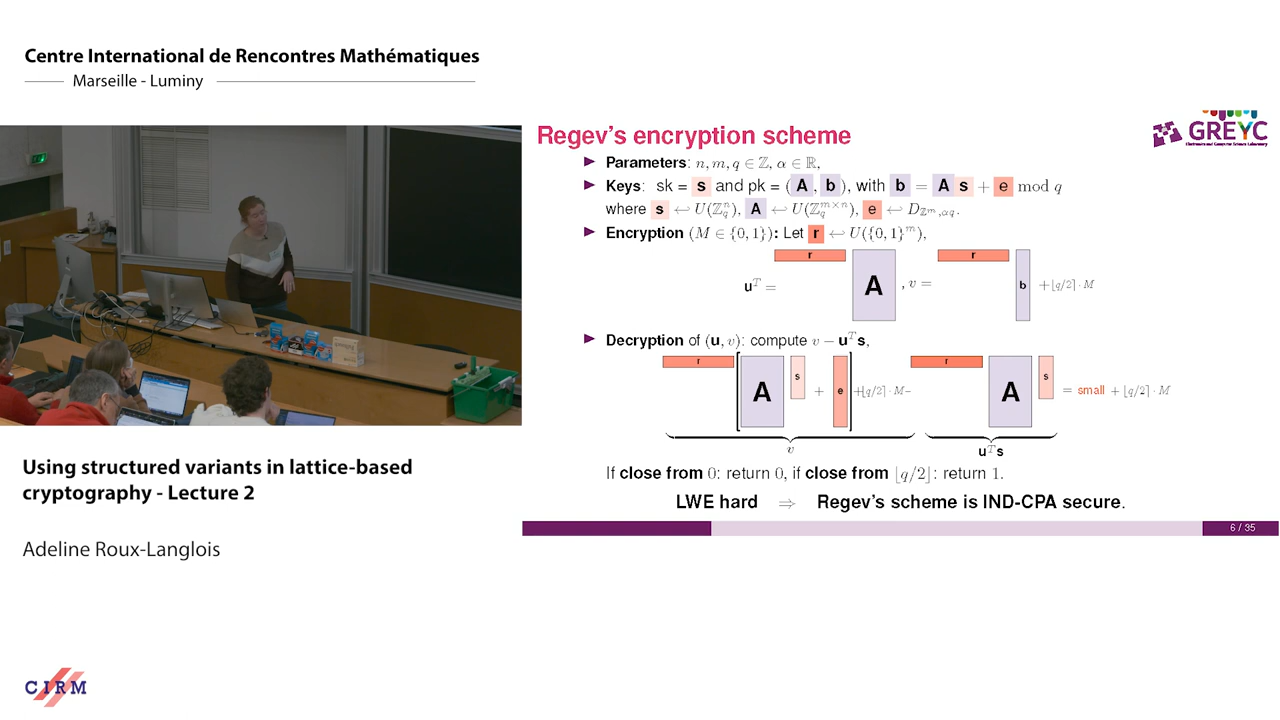 Centre International de Rencontres Mathématiques
Marseille - Luminy
GREYC
Regev's encryption scheme
Parameters: n, m, q ∈ ℤ, α ∈ ℝ,
Keys: sk = s and pk = (A, b), with b = A s + e mod q
where s ↩ U(ℤ_q^n), A ↩ U(ℤ_q^{m×n}), e ↩ D_{ℤ^m,αq}.
Encryption (M ∈ {0, 1}): Let r ↩ U({0, 1}^m),
r r
u^T = A , v = b +⌊q/2⌉·M
Decryption of (u, v): compute v − u^T s,
r r
[A s + e] +⌊q/2⌉·M− A s = small + ⌊q/2⌉·M
v u^T s
If close from 0: return 0, if close from ⌊q/2⌋: return 1.
LWE hard ⇒ Regev's scheme is IND-CPA secure.
6 / 35
Using structured variants in lattice-based
cryptography - Lecture 2
Adeline Roux-Langlois
CIRM